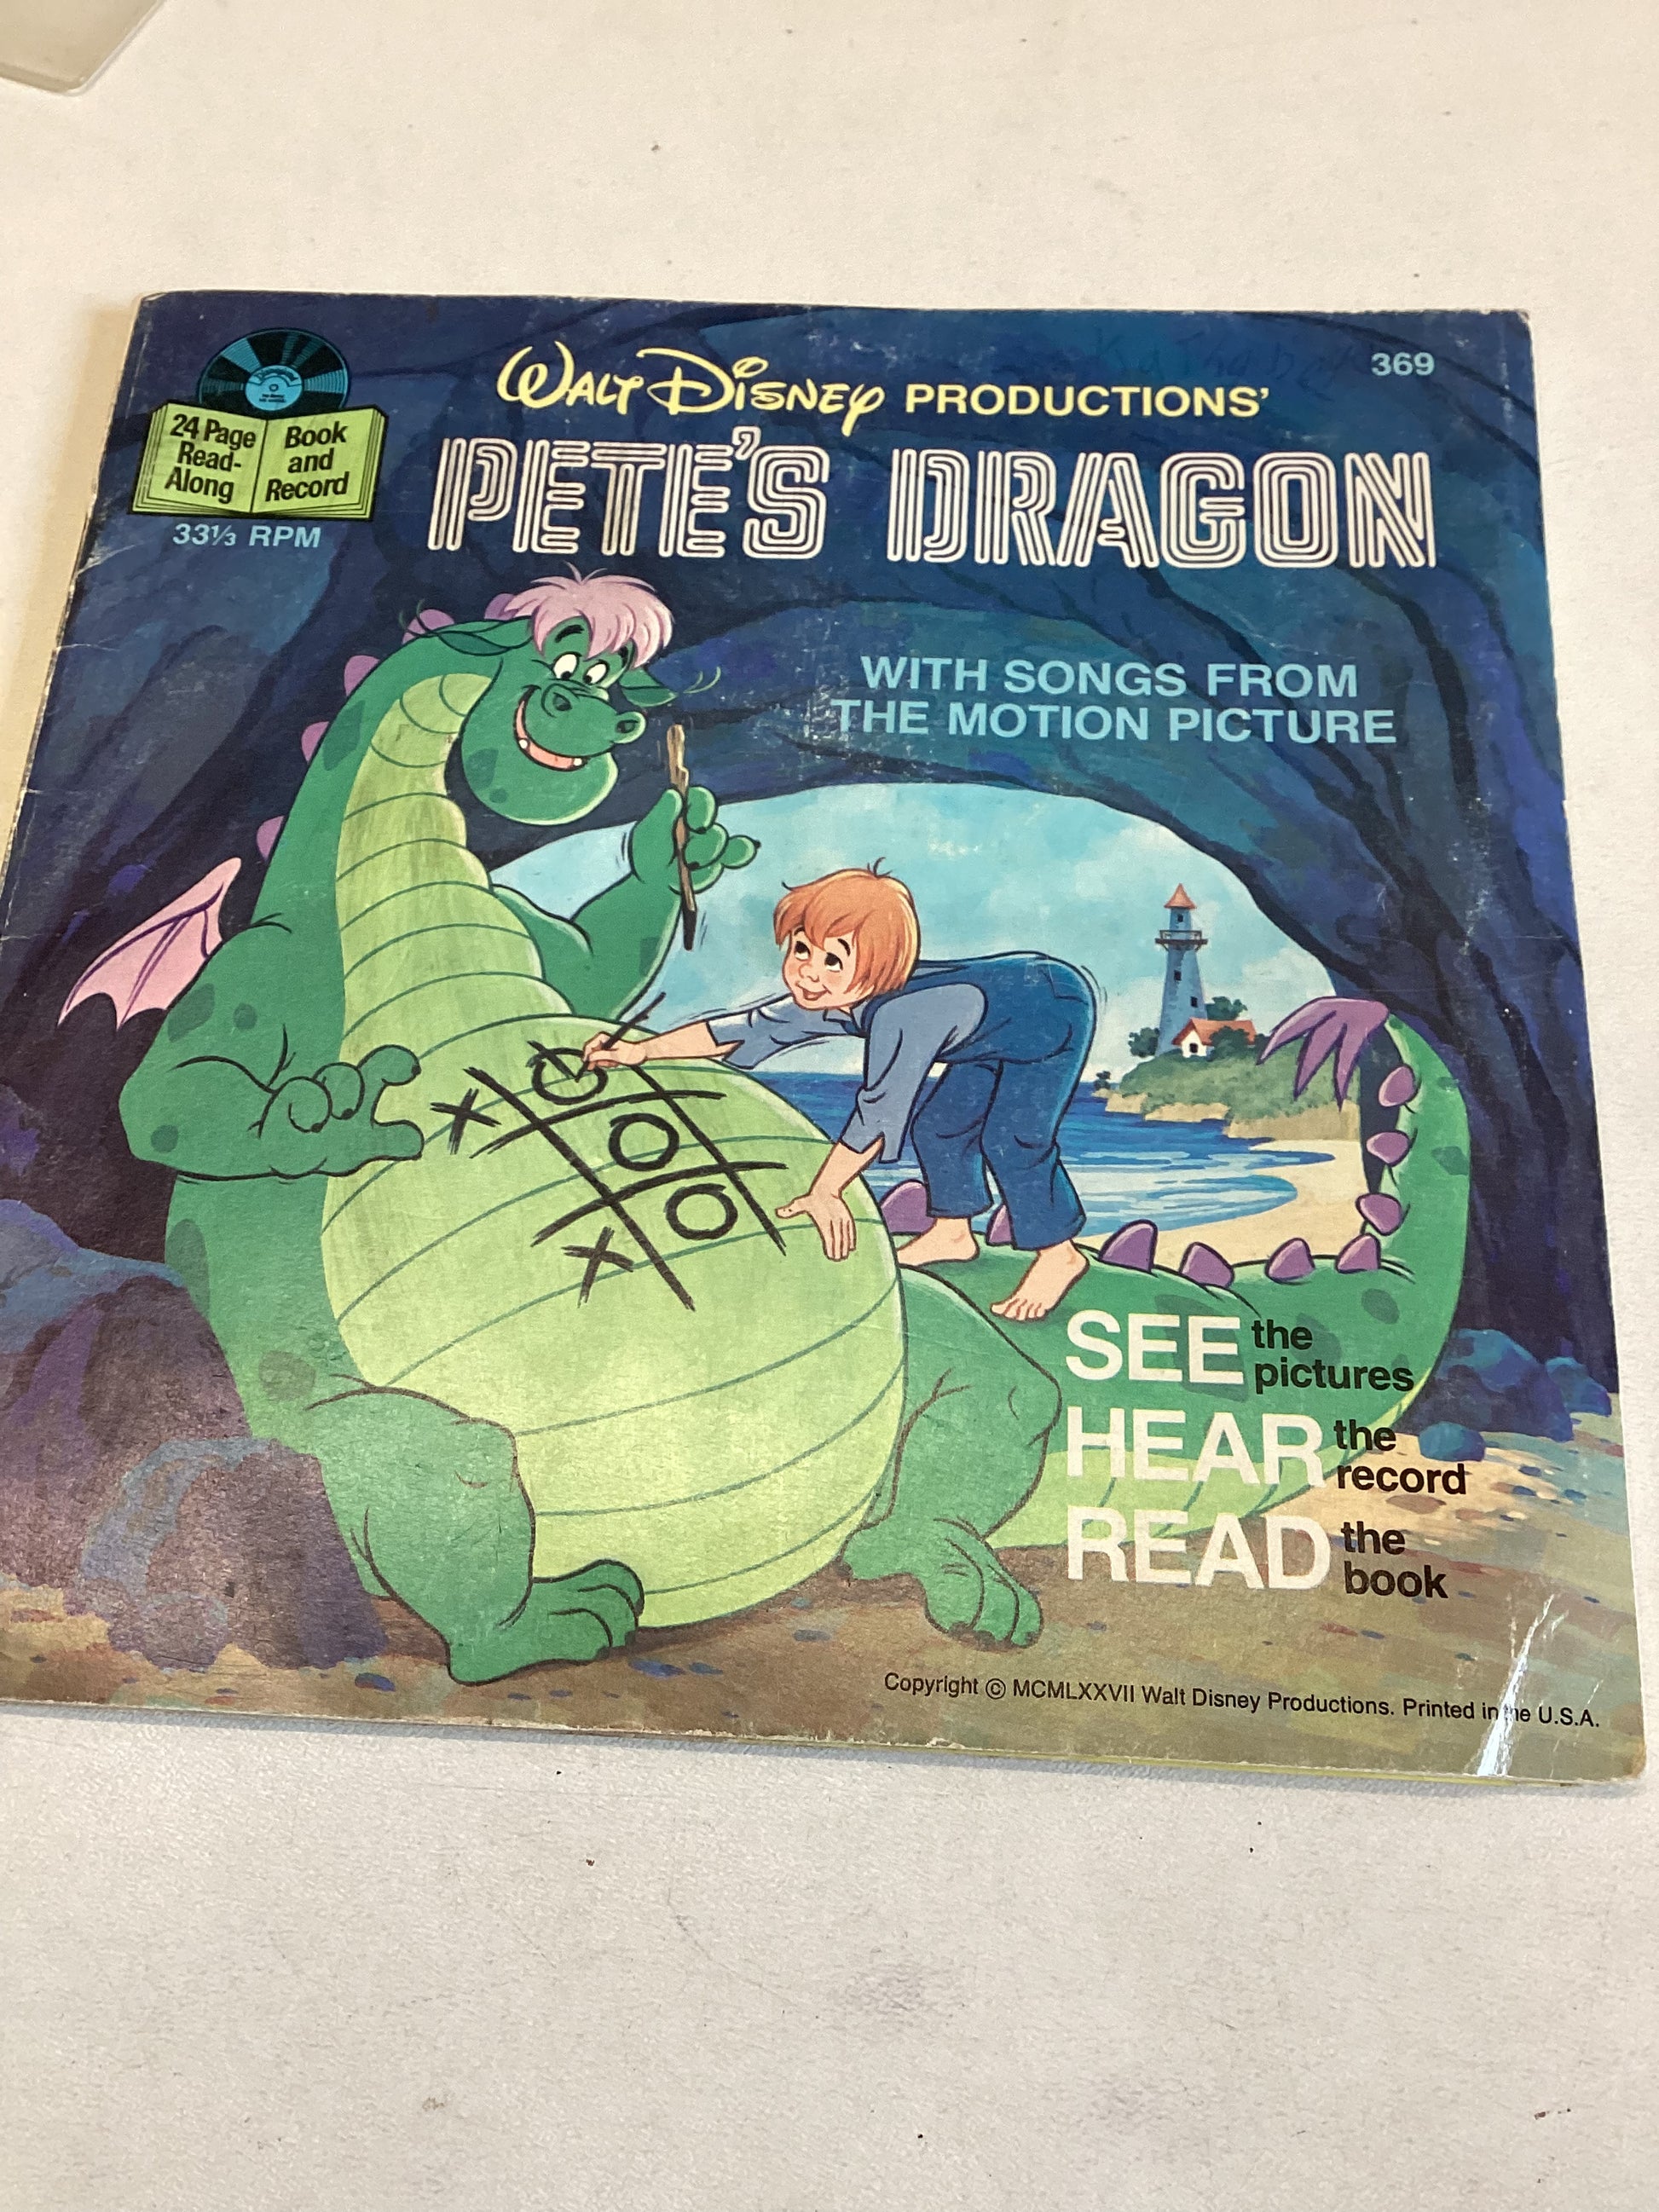 369
WALT DISNEY PRODUCTIONS'
PETE'S DRAGON
24 Page
Read-
Along
Book
and
Record
33⅓ RPM
WITH SONGS FROM
THE MOTION PICTURE
X O
O
X O
SEE the
pictures
HEAR the
record
READ the
book
Copyright © MCMLXXVII Walt Disney Productions. Printed in the U.S.A.